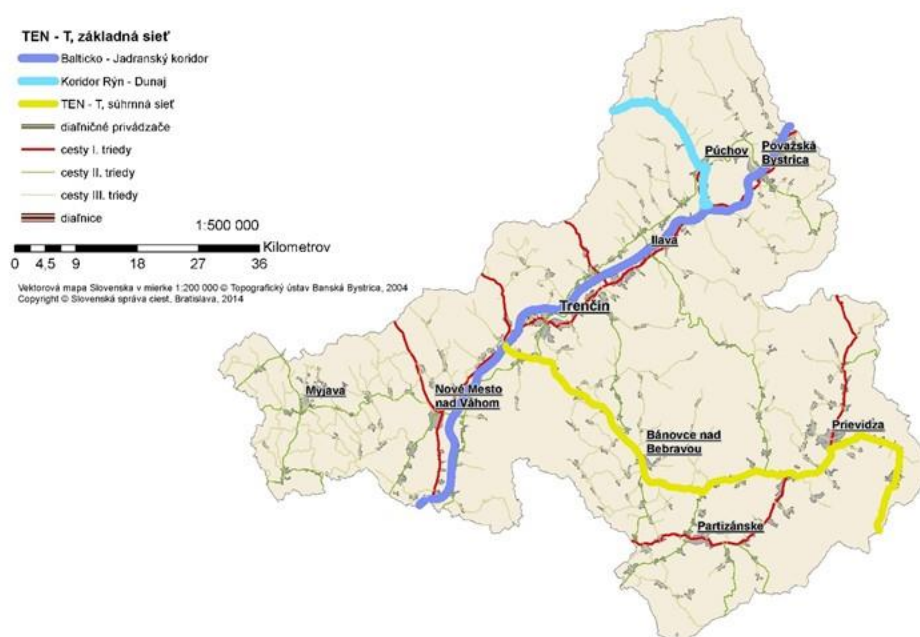 TEN - T, základná sieť
Balticko - Jadranský koridor
Koridor Rýn - Dunaj
TEN - T, súhrnná sieť
diaľničné privádzače
cesty I. triedy
cesty II. triedy
cesty III. triedy
diaľnice
1:500 000
Kilometrov
0 4,5 9 18 27 36
Vektorová mapa Slovenska v mierke 1:200 000 © Topografický ústav Banská Bystrica, 2004
Copyright © Slovenská správa ciest, Bratislava, 2014
Púchov
Považská
Bystrica
Ilava
Trenčín
Myjava
Nové Mesto
nad Váhom
Bánovce nad
Bebravou
Prievidza
Partizánske